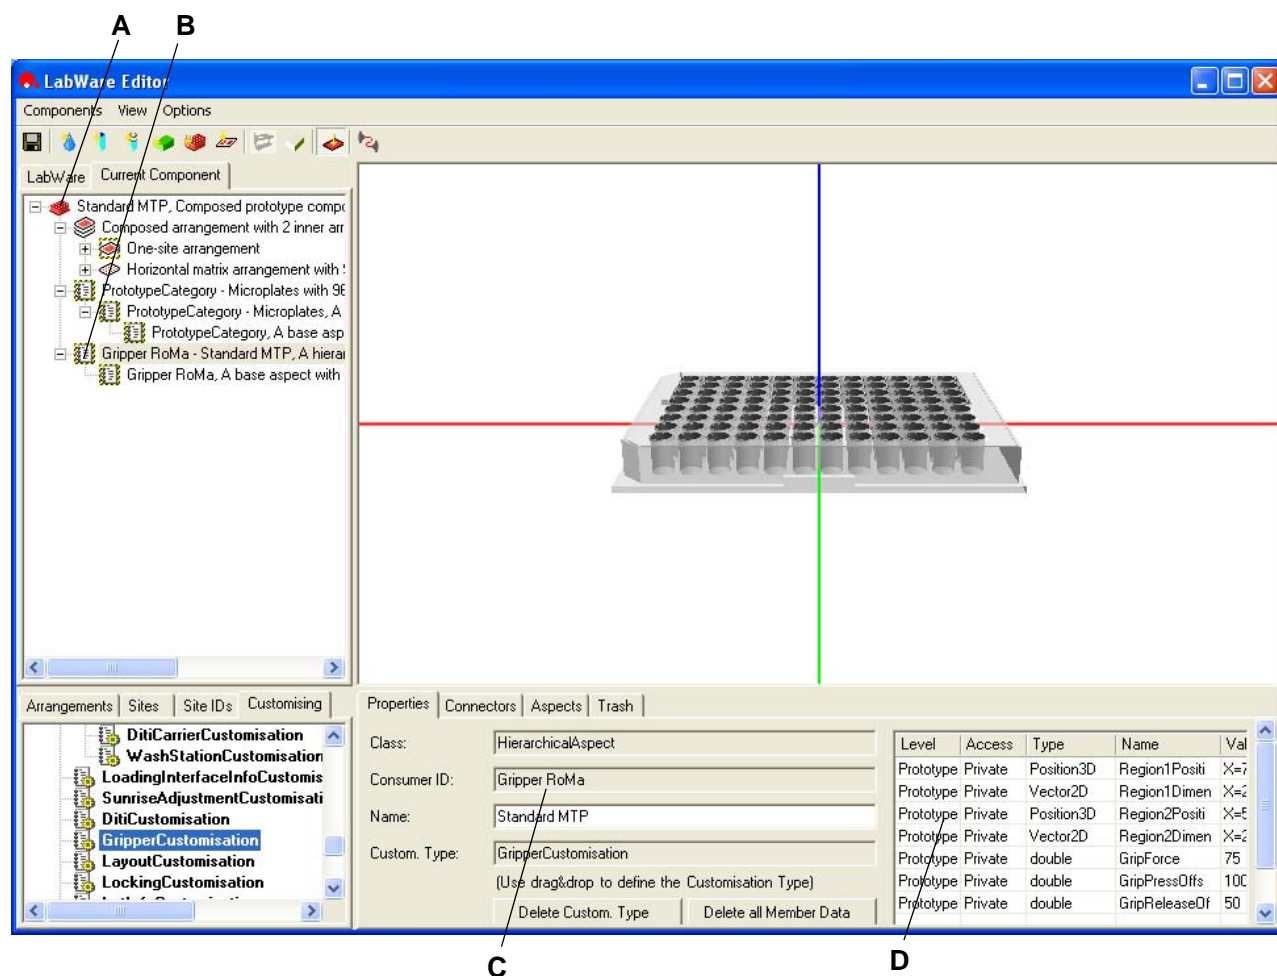 A B
LabWare Editor
Components View Options
LabWare Current Component
Standard MTP, Composed prototype compo
Composed arrangement with 2 inner arr
One-site arrangement
Horizontal matrix arrangement with
PrototypeCategory - Microplates with 96
PrototypeCategory - Microplates, A
PrototypeCategory, A base asp
Gripper RoMa - Standard MTP, A hierar
Gripper RoMa, A base aspect with
Arrangements Sites Site IDs Customising
DitiCarrierCustomisation
WashStationCustomisation
LoadingInterfaceInfoCustomis
SunriseAdjustmentCustomisati
DitiCustomisation
GripperCustomisation
LayoutCustomisation
LockingCustomisation
Properties Connectors Aspects Trash
Class: HierarchicalAspect
Consumer ID: Gripper RoMa
Name: Standard MTP
Custom. Type: GripperCustomisation
(Use drag&drop to define the Customisation Type)
Delete Custom. Type Delete all Member Data
Level Access Type Name Val
Prototype Private Position3D Region1Positi X=7
Prototype Private Vector2D Region1Dimen X=2
Prototype Private Position3D Region2Positi X=5
Prototype Private Vector2D Region2Dimen X=2
Prototype Private double GripForce 75
Prototype Private double GripPressOffs 100
Prototype Private double GripReleaseOf 50
C D